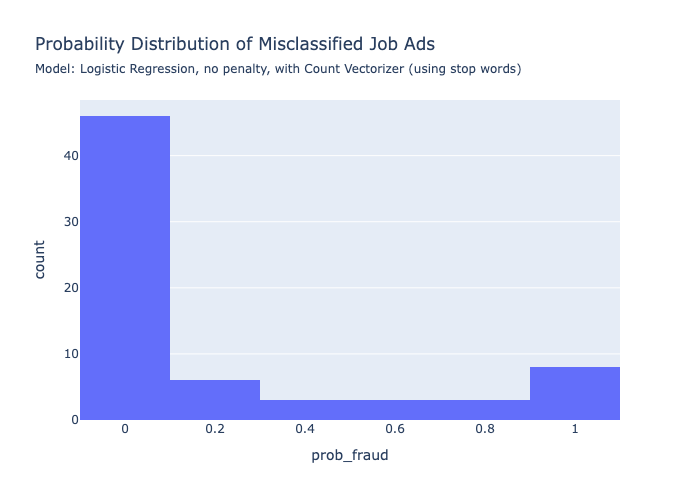 Probability Distribution of Misclassified Job Ads
Model: Logistic Regression, no penalty, with Count Vectorizer (using stop words)
40
30
20
10
0
count
0 0.2 0.4 0.6 0.8 1
prob_fraud